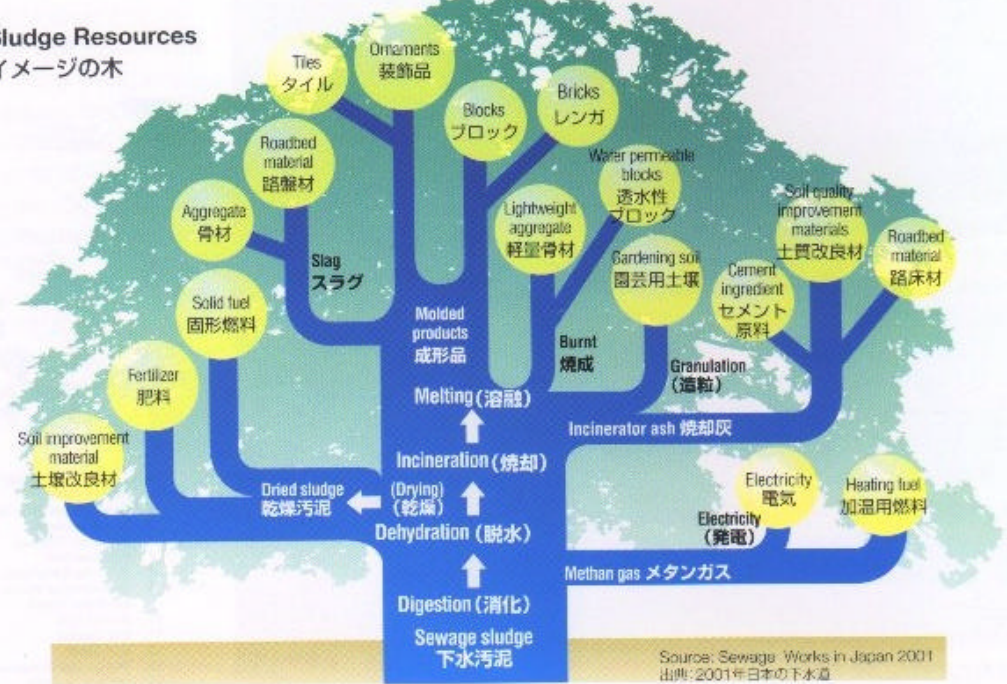 ludge Resources
イメージの木
Tiles
タイル
Ornaments
装飾品
Blocks
ブロック
Bricks
レンガ
Roadbed
material
路盤材
Water permeable
blocks
透水性
ブロック
Aggregate
骨材
Lightweight
aggregate
軽量骨材
Soil quality
improvement
materials
土質改良材
Roadbed
material
路床材
Slag
スラグ
Gardening soil
園芸用土壌
Cement
ingredient
セメント
原料
Solid fuel
固形燃料
Molded
products
成形品
Burnt
焼成
Granulation
(造粒)
Fertilizer
肥料
Melting (溶融)
Incinerator ash 焼却灰
Soil improvement
material
土壌改良材
Incineration (焼却)
Dried sludge
乾燥汚泥
(Drying)
(乾燥)
Electricity
電気
Heating fuel
加温用燃料
Dehydration (脱水)
Electricity
(発電)
Methan gas メタンガス
Digestion (消化)
Sewage sludge
下水汚泥
Source: Sewage Works in Japan 2001
出典:2001年日本の下水道